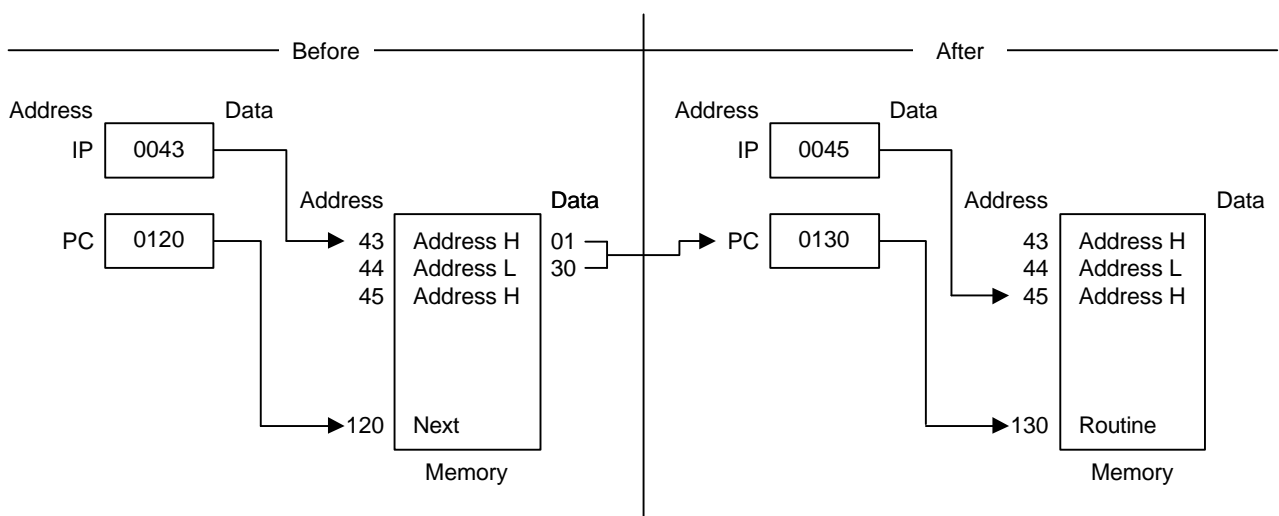 Before
After
Address Data
IP 0043
Address Data
PC 0120
43 Address H 01
44 Address L 30
45 Address H
120 Next
Memory
Address Data
IP 0045
Address Data
PC 0130
43 Address H
44 Address L
45 Address H
130 Routine
Memory